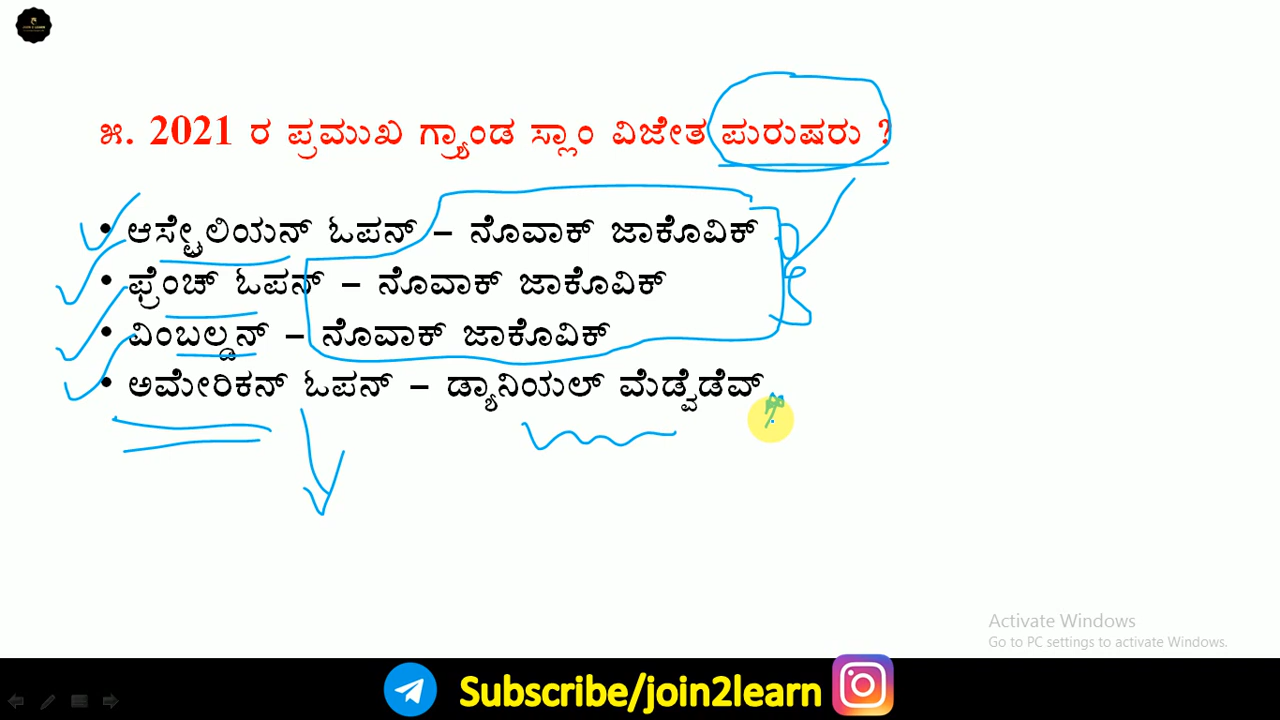 ೫. 2021 ರ ಪ್ರಮುಖ ಗ್ರ್ಯಾಂಡ ಸ್ಲಾಂ ವಿಜೇತ ಪುರುಷರು ?
• ಆಸ್ಟ್ರೇಲಿಯನ್ ಓಪನ್ – ನೊವಾಕ್ ಜಾಕೊವಿಕ್
• ಫ್ರೆಂಚ್ ಓಪನ್ – ನೊವಾಕ್ ಜಾಕೊವಿಕ್
• ವಿಂಬಲ್ಡನ್ – ನೊವಾಕ್ ಜಾಕೊವಿಕ್
• ಅಮೇರಿಕನ್ ಓಪನ್ – ಡ್ಯಾನಿಯಲ್ ಮೆಡ್ವೆಡೆವ್
Activate Windows
Go to PC settings to activate Windows.
Subscribe/join2learn